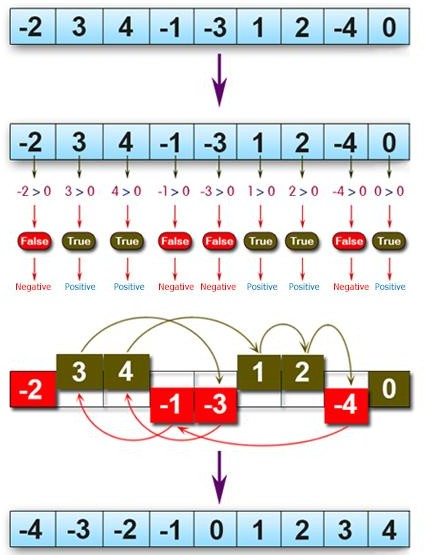 -2 3 4 -1 -3 1 2 -4 0
-2 3 4 -1 -3 1 2 -4 0
-2 > 0 3 > 0 4 > 0 -1 > 0 -3 > 0 1 > 0 2 > 0 -4 > 0 0 > 0
False True True False False True True False True
Negative Positive Positive Negative Negative Positive Positive Negative Positive
-2 3 4 -1 -3 1 2 -4 0
-4 -3 -2 -1 0 1 2 3 4